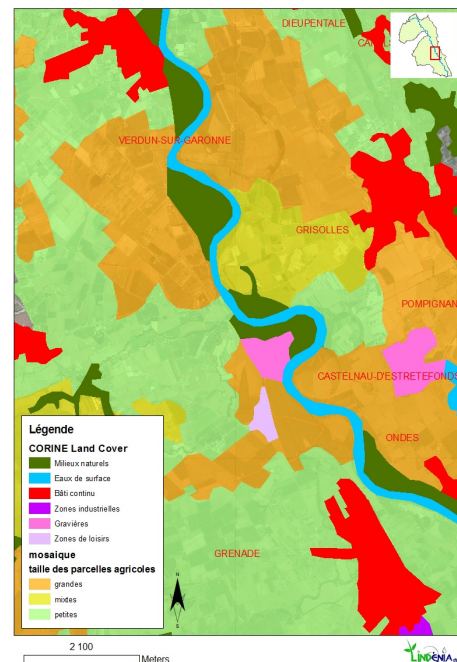 DIEUPENTALE
VERDUN-SUR-GARONNE
GRISOLLES
POMPIGNAN
CASTELNAU-D'ESTRETEFONDS
ONDES
GRENADE
Légende
CORINE Land Cover
Milieux naturels
Eaux de surface
Bâti continu
Zones industrielles
Gravières
Zones de loisirs
mosaique
taille des parcelles agricoles
grandes
mixtes
petites
N
S
2 100
Meters
LINDENIA